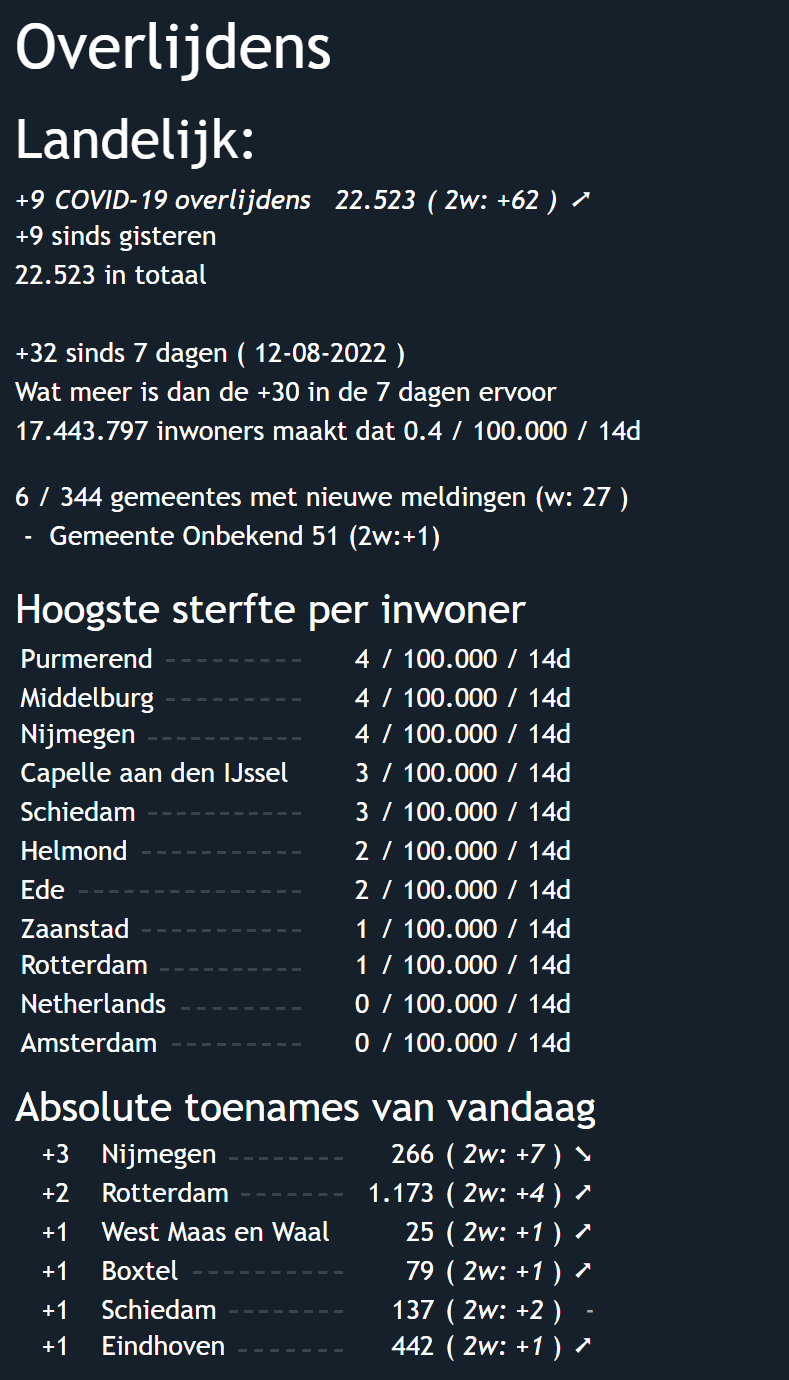 Overlijdens
Landelijk:
+9 COVID-19 overlijdens 22.523 ( 2w: +62 ) ➚
+9 sinds gisteren
22.523 in totaal
+32 sinds 7 dagen ( 12-08-2022 )
Wat meer is dan de +30 in de 7 dagen ervoor
17.443.797 inwoners maakt dat 0.4 / 100.000 / 14d
6 / 344 gemeentes met nieuwe meldingen (w: 27 )
- Gemeente Onbekend 51 (2w:+1)
Hoogste sterfte per inwoner
Purmerend --------- 4 / 100.000 / 14d
Middelburg --------- 4 / 100.000 / 14d
Nijmegen ---------- 4 / 100.000 / 14d
Capelle aan den IJssel 3 / 100.000 / 14d
Schiedam ---------- 3 / 100.000 / 14d
Helmond ----------- 2 / 100.000 / 14d
Ede --------------- 2 / 100.000 / 14d
Zaanstad ----------- 1 / 100.000 / 14d
Rotterdam --------- 1 / 100.000 / 14d
Netherlands -------- 0 / 100.000 / 14d
Amsterdam --------- 0 / 100.000 / 14d
Absolute toenames van vandaag
+3 Nijmegen -------- 266 ( 2w: +7 ) ➘
+2 Rotterdam ------- 1.173 ( 2w: +4 ) ➚
+1 West Maas en Waal 25 ( 2w: +1 ) ➚
+1 Boxtel ---------- 79 ( 2w: +1 ) ➚
+1 Schiedam -------- 137 ( 2w: +2 ) -
+1 Eindhoven ------- 442 ( 2w: +1 ) ➚